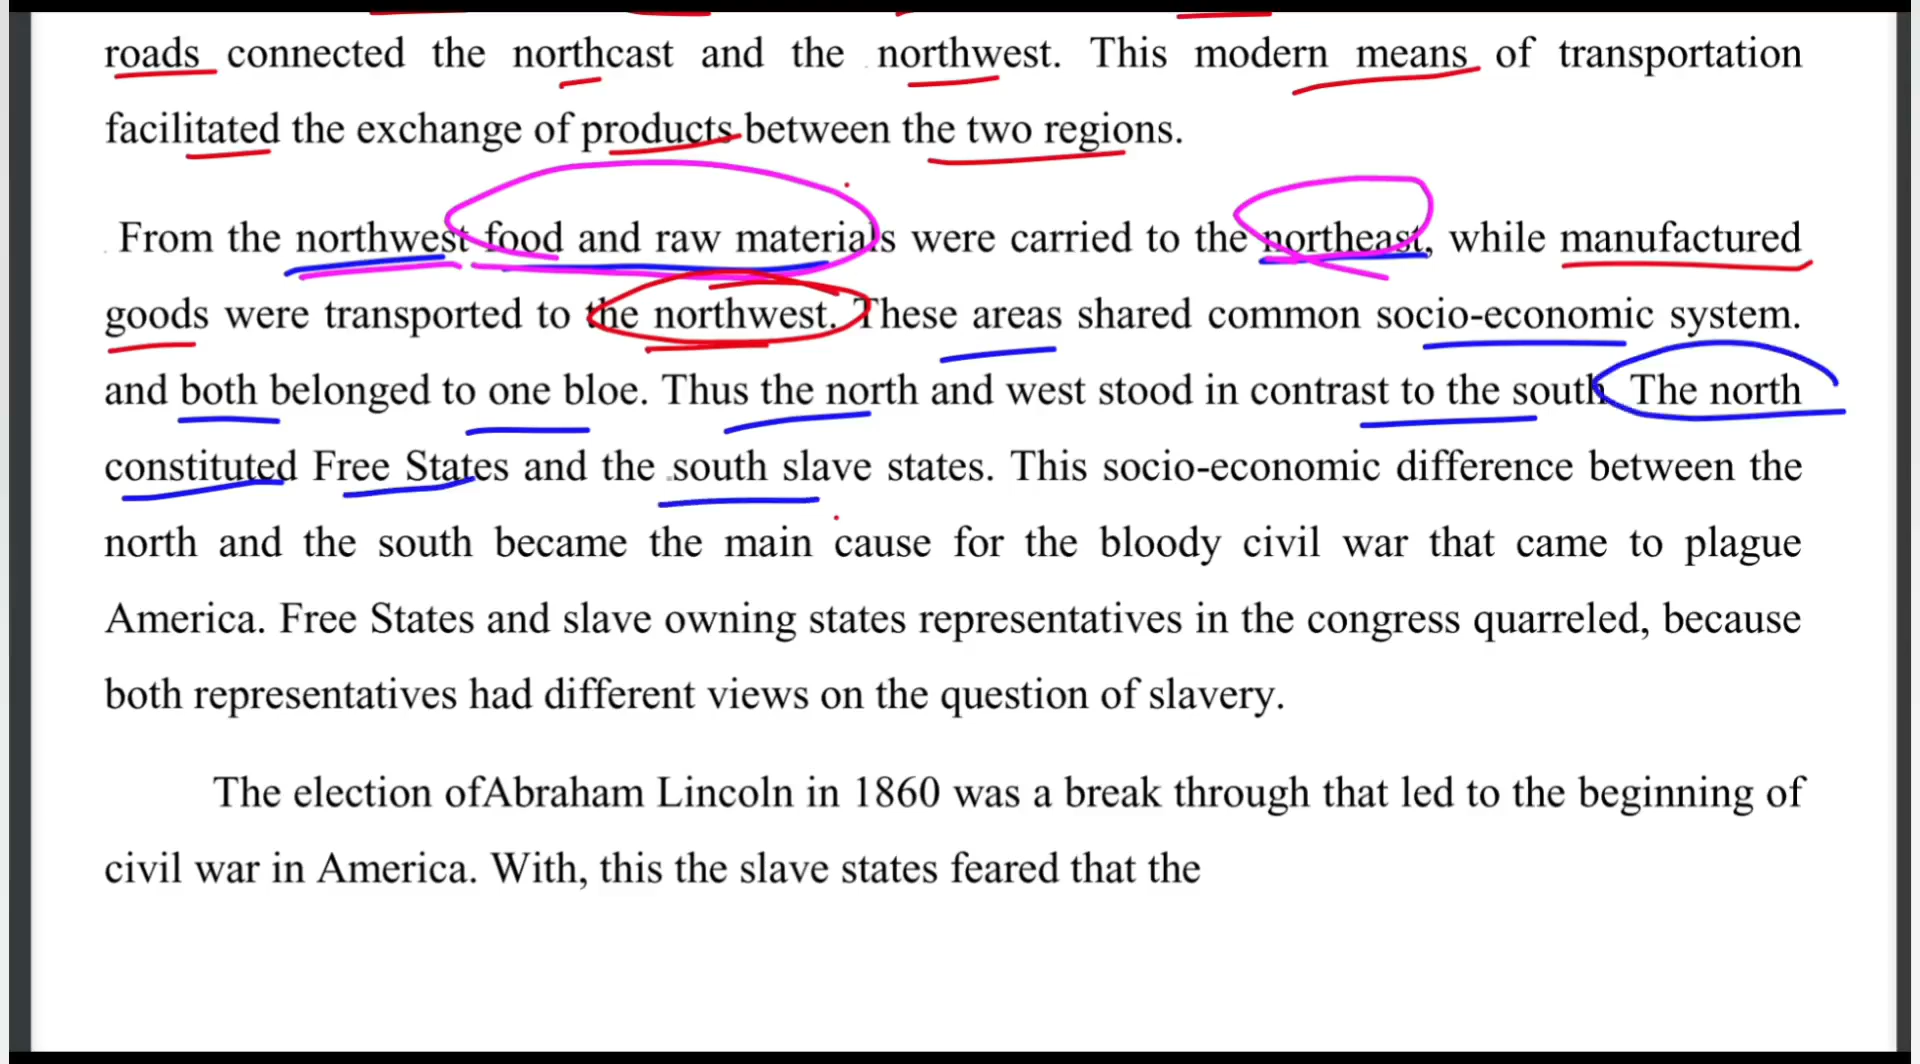 roads connected the northcast and the northwest. This modern means of transportation
facilitated the exchange of products between the two regions.
From the northwest food and raw materials were carried to the northeast, while manufactured
goods were transported to the northwest. These areas shared common socio-economic system.
and both belonged to one bloe. Thus the north and west stood in contrast to the south. The north
constituted Free States and the south slave states. This socio-economic difference between the
north and the south became the main cause for the bloody civil war that came to plague
America. Free States and slave owning states representatives in the congress quarreled, because
both representatives had different views on the question of slavery.
The election ofAbraham Lincoln in 1860 was a break through that led to the beginning of
civil war in America. With, this the slave states feared that the